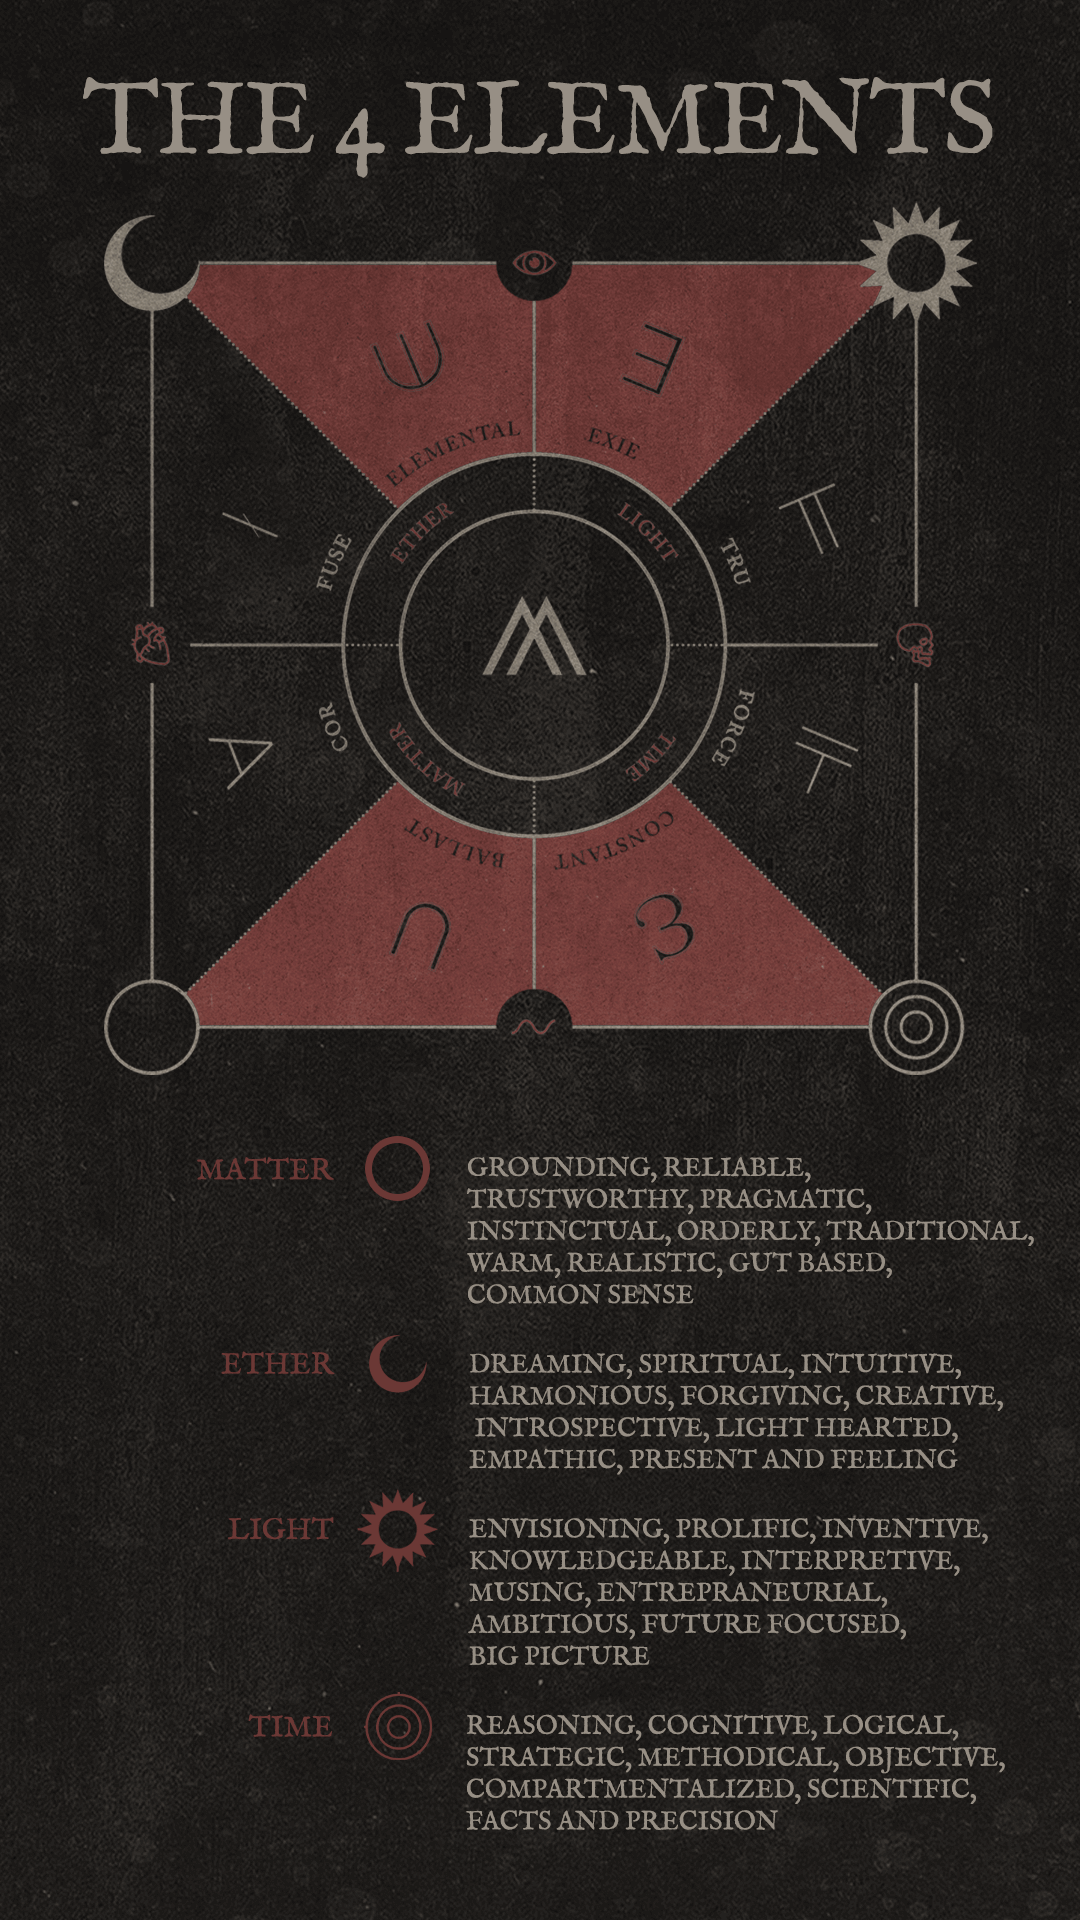 THE 4 ELEMENTS
ELEMENTAL
EXIE
ETHER
LIGHT
FUSE
TRU
COR
FORCE
MATTER
TIME
BALLAST
CONSTANT
MATTER
GROUNDING, RELIABLE,
TRUSTWORTHY, PRAGMATIC,
INSTINCTUAL, ORDERLY, TRADITIONAL,
WARM, REALISTIC, GUT BASED,
COMMON SENSE
ETHER
DREAMING, SPIRITUAL, INTUITIVE,
HARMONIOUS, FORGIVING, CREATIVE,
INTROSPECTIVE, LIGHT HEARTED,
EMPATHIC, PRESENT AND FEELING
LIGHT
ENVISIONING, PROLIFIC, INVENTIVE,
KNOWLEDGEABLE, INTERPRETIVE,
MUSING, ENTREPRANEURIAL,
AMBITIOUS, FUTURE FOCUSED,
BIG PICTURE
TIME
REASONING, COGNITIVE, LOGICAL,
STRATEGIC, METHODICAL, OBJECTIVE,
COMPARTMENTALIZED, SCIENTIFIC,
FACTS AND PRECISION